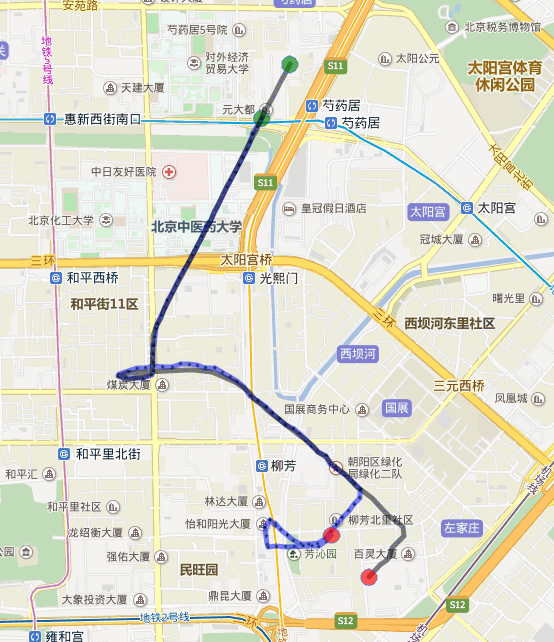 安苑路
芍药居5号院
北京税务博物馆
地铁5号线
对外经济
贸易大学
S11
太阳公元
太阳宫体育
休闲公园
天建大厦
元大都
芍药居
惠新西街南口
芍药居
太阳宫北街
中日友好医院
S11
北京化工大学
北京中医药大学
皇冠假日酒店
太阳宫
太阳宫
冠城大厦
三环
太阳宫桥
和平西桥
光熙门
曙光里
和平街11区
三环
西坝河东里社区
西坝河
煤炭大厦
三元西桥
国展商务中心
国展
凤凰城
和平里北街
柳芳
朝阳区绿化
局绿化二队
机场线
和平汇
林达大厦
和平里社区
怡和阳光大厦
柳芳北里社区
左家庄
龙绍衡大厦
强佑大厦
芳沁园
百灵大厦
公园
民旺园
大象投资大厦
鼎昆大厦
S12
地铁2号线
S12
雍和宫